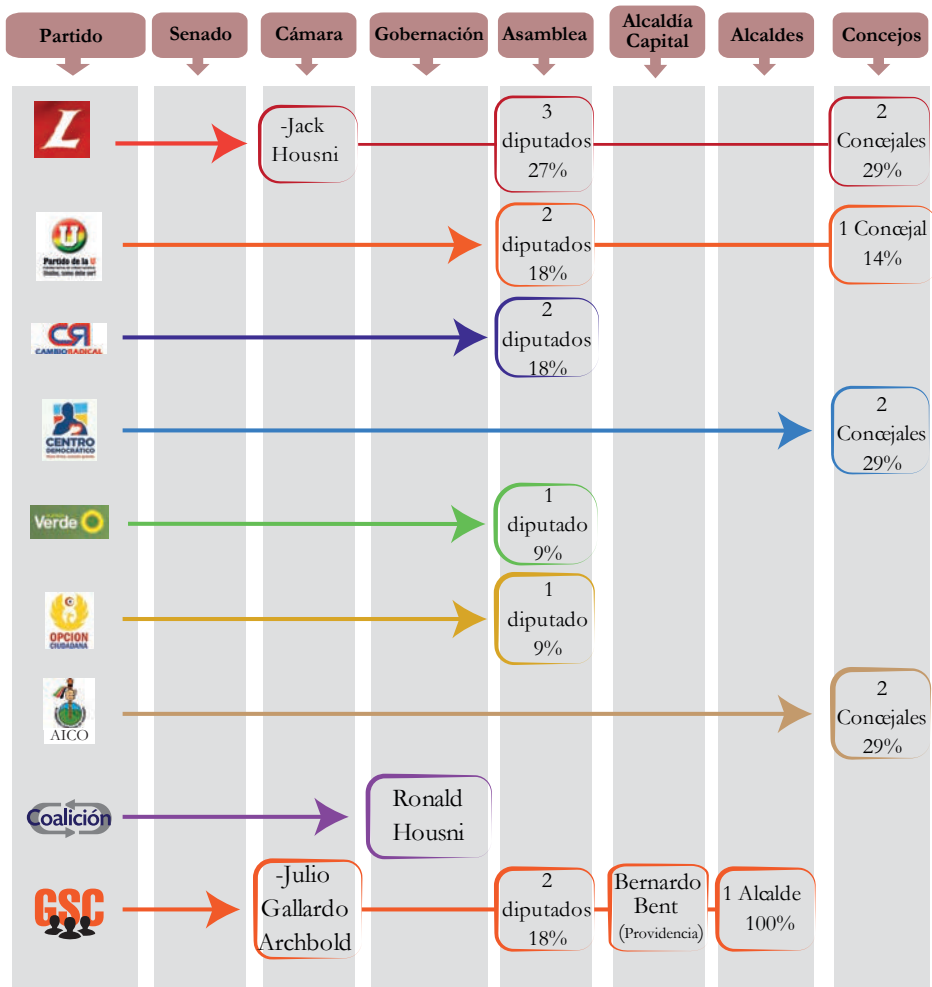 Partido
Senado
Cámara
Gobernación
Asamblea
Alcaldía
Capital
Alcaldes
Concejos
L
-Jack
Housni
3
diputados
27%
2
Concejales
29%
U
Partido de la U
2
diputados
18%
1 Concejal
14%
CR
CAMBIO RADICAL
2
diputados
18%
CENTRO
DEMOCRÁTICO
2
Concejales
29%
Verde
1
diputado
9%
OPCION
CIUDADANA
1
diputado
9%
AICO
2
Concejales
29%
Coalición
Ronald
Housni
GSC
-Julio
Gallardo
Archbold
2
diputados
18%
Bernardo
Bent
(Providencia)
1 Alcalde
100%